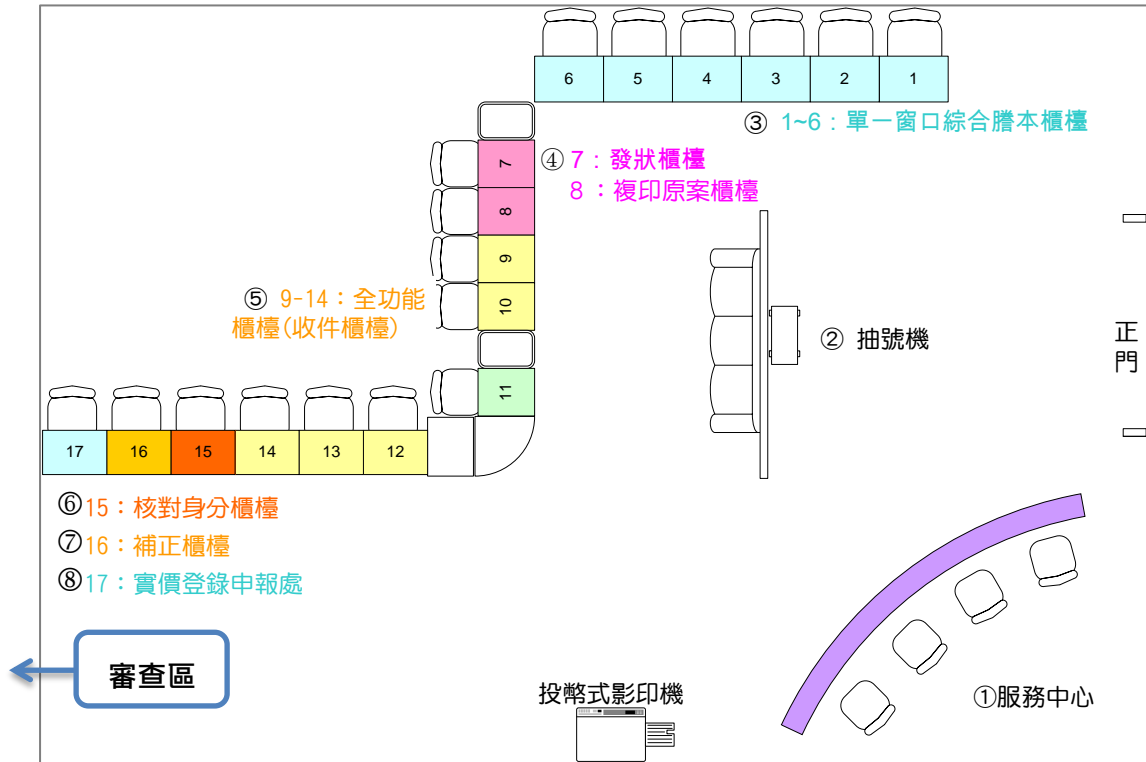 6 5 4 3 2 1
③ 1~6：單一窗口綜合謄本櫃檯
7
④ 7：發狀櫃檯
8
8：複印原案櫃檯
9
10
⑤ 9-14：全功能
櫃檯(收件櫃檯)
② 抽號機
正
門
11
17 16 15 14 13 12
⑥15：核對身分櫃檯
⑦16：補正櫃檯
⑧17：實價登錄申報處
審查區
投幣式影印機
①服務中心